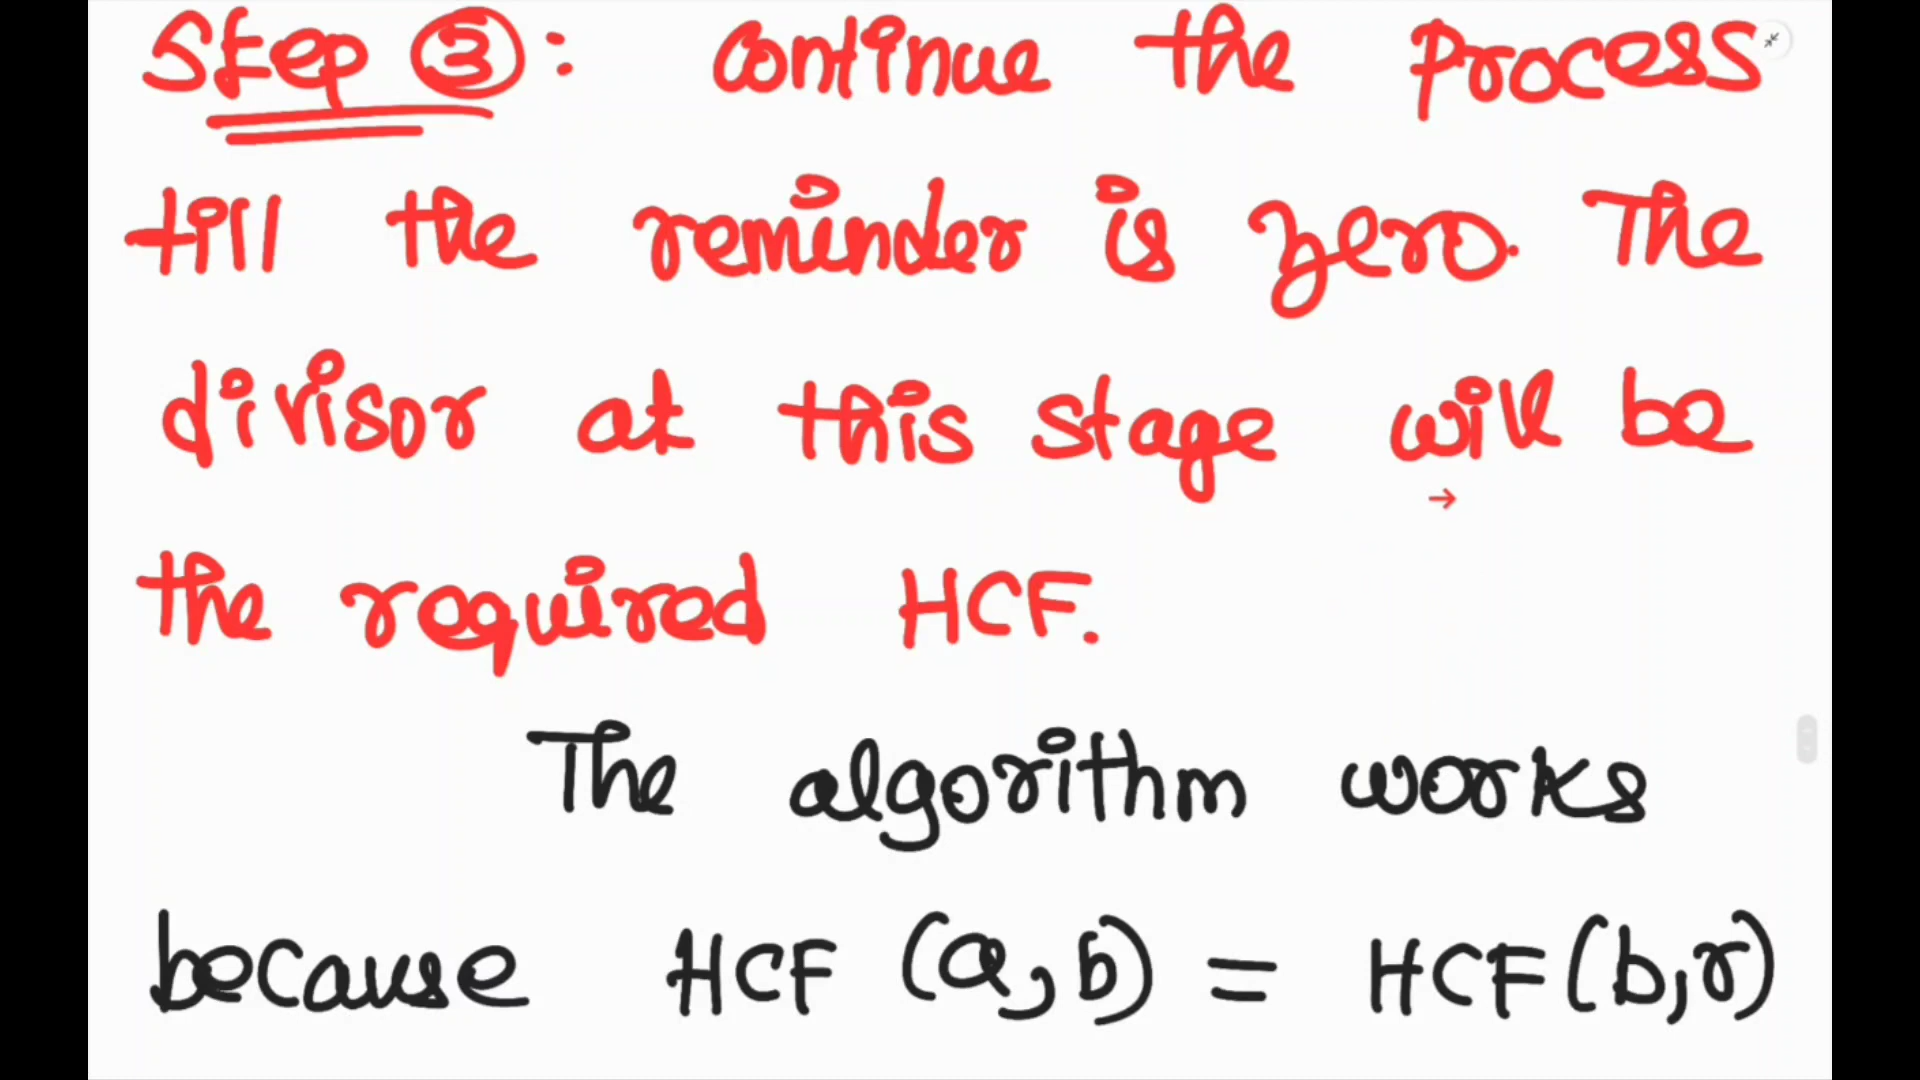 Step ③: Continue the process
till the reminder is zero. The
divisor at this stage will be
the required HCF.
The algorithm works
because HCF (a,b) = HCF(b,r)